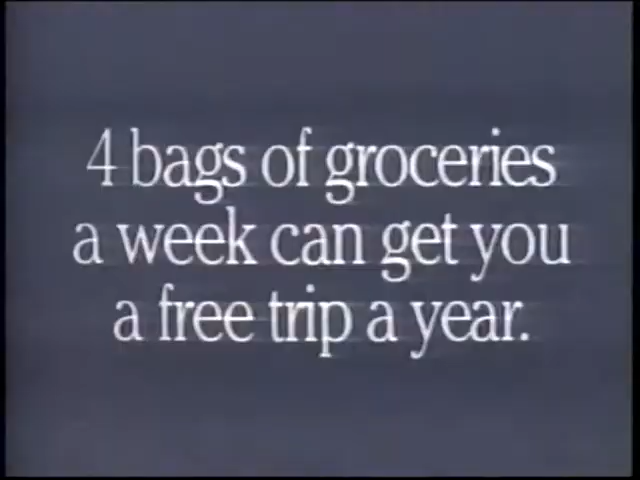 4 bags of groceries
a week can get you
a free trip a year.